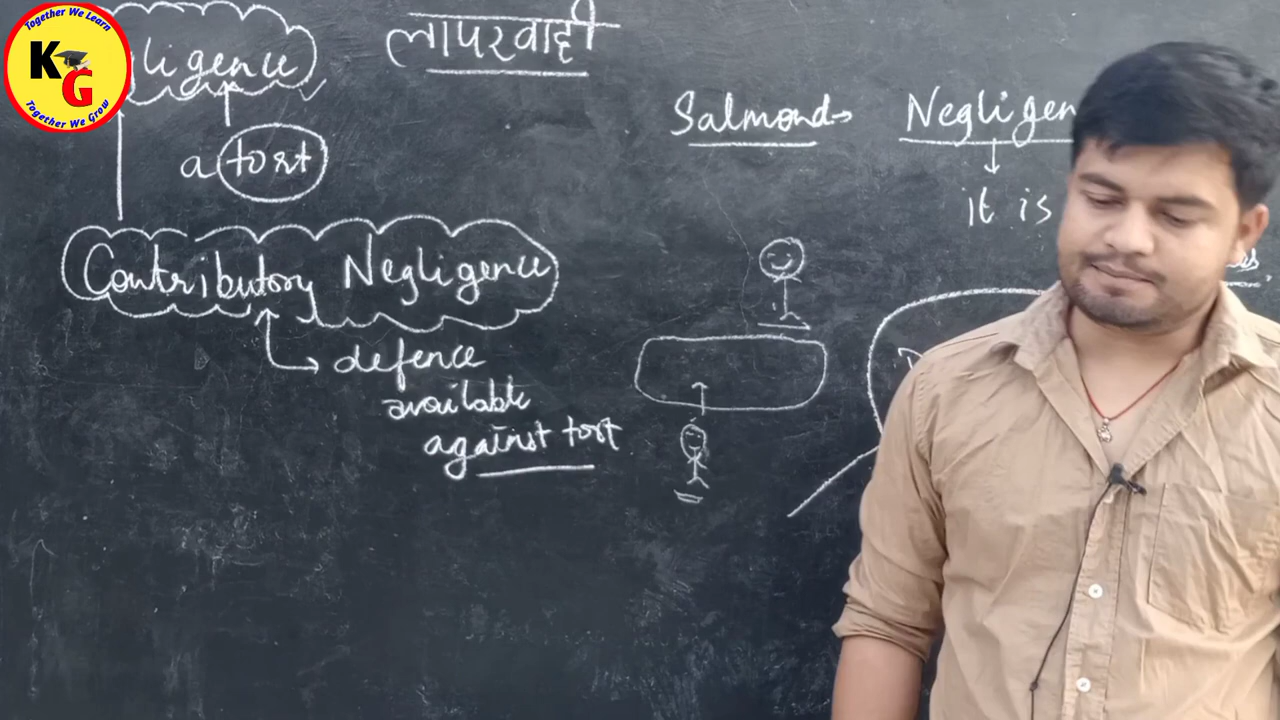 Together We Learn
KG
Together We Grow
ligence
लापरवाही
a tort
Salmond→
Negligen
it is
Contributory Negligence
defence
available
against tort